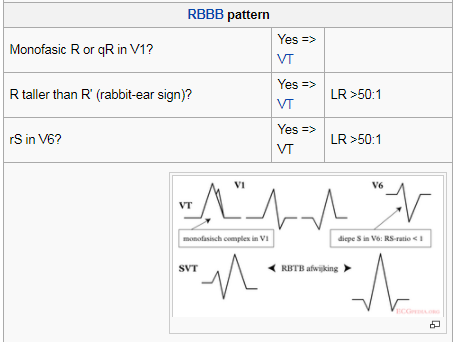 RBBB pattern
Monofasic R or qR in V1?
Yes =>
VT
R taller than R' (rabbit-ear sign)?
Yes =>
VT
LR >50:1
rS in V6?
Yes =>
VT
LR >50:1
V1
V6
VT
monofasisch complex in V1
diepe S in V6: RS-ratio < 1
SVT
RBTB afwijking
ECGpedia.org